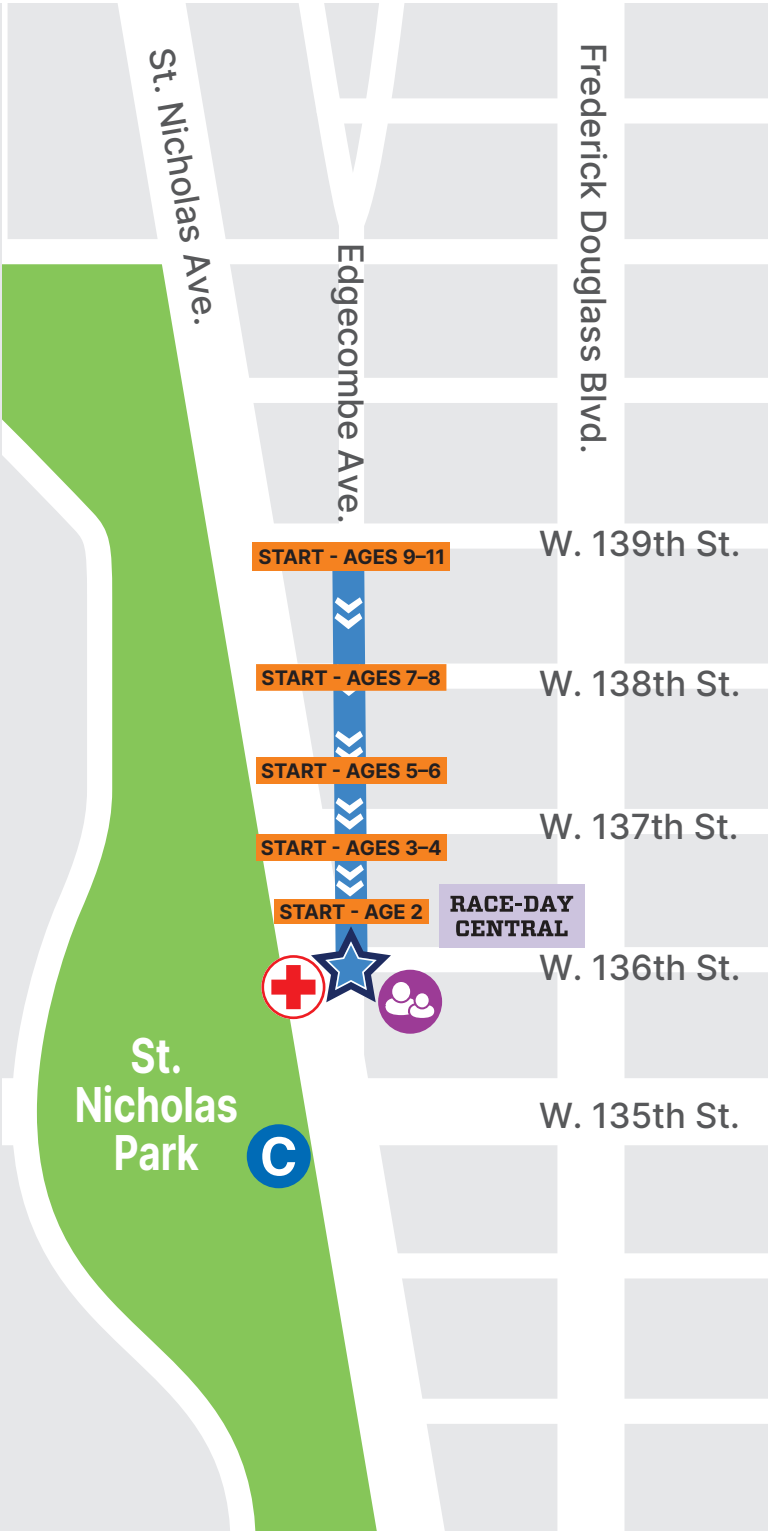 St. Nicholas Ave.
Frederick Douglass Blvd.
Edgecombe Ave.
W. 139th St.
START - AGES 9–11
START - AGES 7–8
W. 138th St.
START - AGES 5–6
W. 137th St.
START - AGES 3–4
START - AGE 2
RACE-DAY
CENTRAL
W. 136th St.
St.
Nicholas
Park
W. 135th St.
C